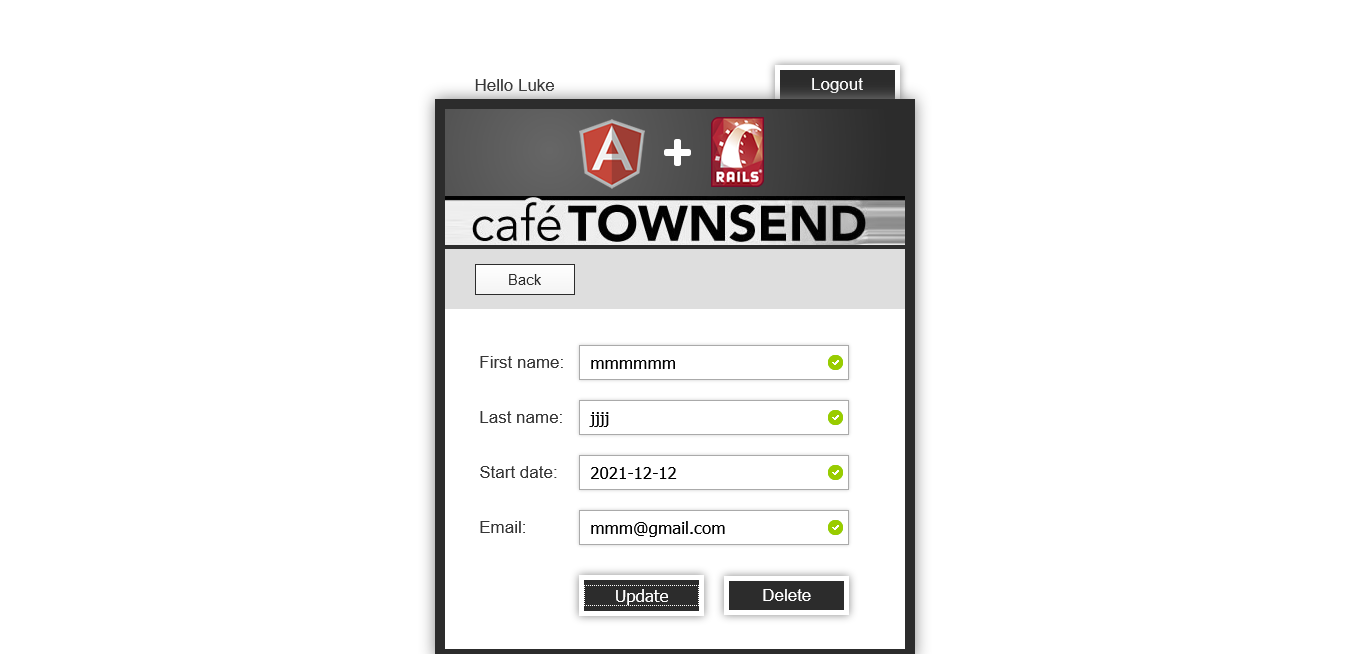 Hello Luke
Logout
A + RAILS
café TOWNSEND
Back
First name: mmmmmm
Last name: jjjj
Start date: 2021-12-12
Email: mmm@gmail.com
Update Delete